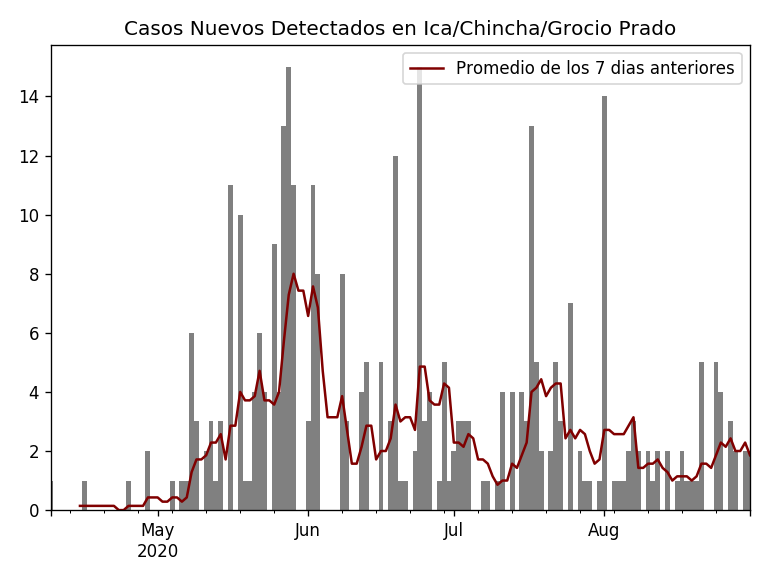 Casos Nuevos Detectados en Ica/Chincha/Grocio Prado
Promedio de los 7 dias anteriores
14
12
10
8
6
4
2
0
May
2020
Jun
Jul
Aug